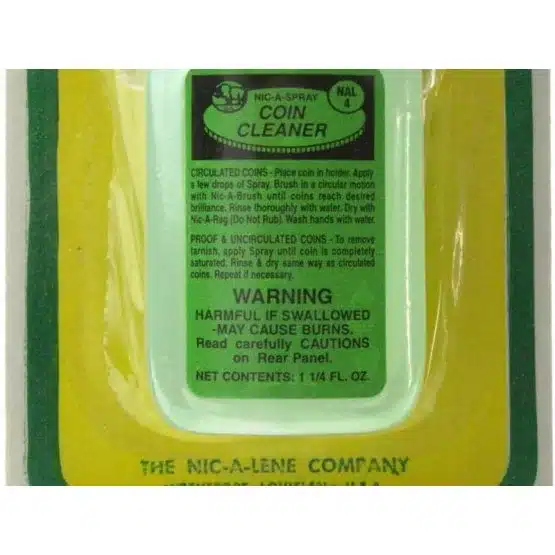 NAL
4
NIC-A-SPRAY
COIN
CLEANER
CIRCULATED COINS - Place coin in holder. Apply
a few drops of Spray. Brush in a circular motion
with Nic-A-Brush until coins reach desired
brilliance. Rinse thoroughly with water. Dry with
Nic-A-Rag (Do Not Rub). Wash hands with water.
PROOF & UNCIRCULATED COINS - To remove
tarnish, apply Spray until coin is completely
saturated. Rinse & dry same way as circulated
coins. Repeat if necessary.
WARNING
HARMFUL IF SWALLOWED
-MAY CAUSE BURNS.
Read carefully CAUTIONS
on Rear Panel.
NET CONTENTS: 1 1/4 FL. OZ.
THE NIC-A-LENE COMPANY